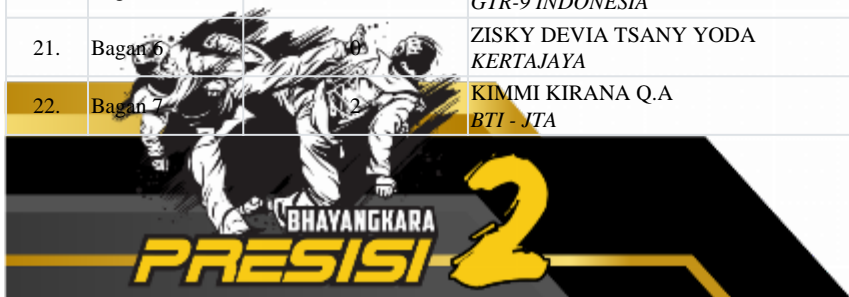 GTR-9 INDONESIA
21. Bagan 6 0 ZISKY DEVIA TSANY YODA
KERTAJAYA
22. Bagan 7 2 KIMMI KIRANA Q.A
BTI - JTA
BHAYANGKARA
PRESISI 2